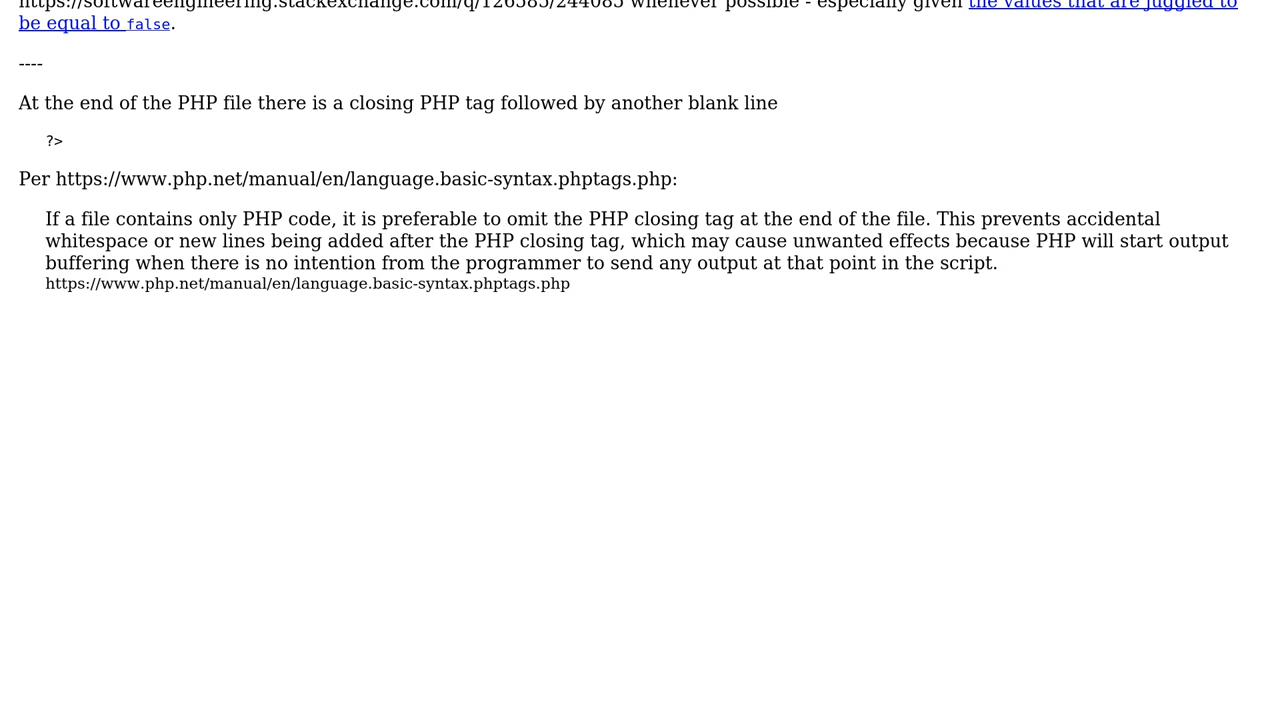 https://softwareengineering.stackexchange.com/q/126585/244085 whenever possible - especially given the values that are juggled to
be equal to false.
----
At the end of the PHP file there is a closing PHP tag followed by another blank line
?>
Per https://www.php.net/manual/en/language.basic-syntax.phptags.php:
If a file contains only PHP code, it is preferable to omit the PHP closing tag at the end of the file. This prevents accidental
whitespace or new lines being added after the PHP closing tag, which may cause unwanted effects because PHP will start output
buffering when there is no intention from the programmer to send any output at that point in the script.
https://www.php.net/manual/en/language.basic-syntax.phptags.php